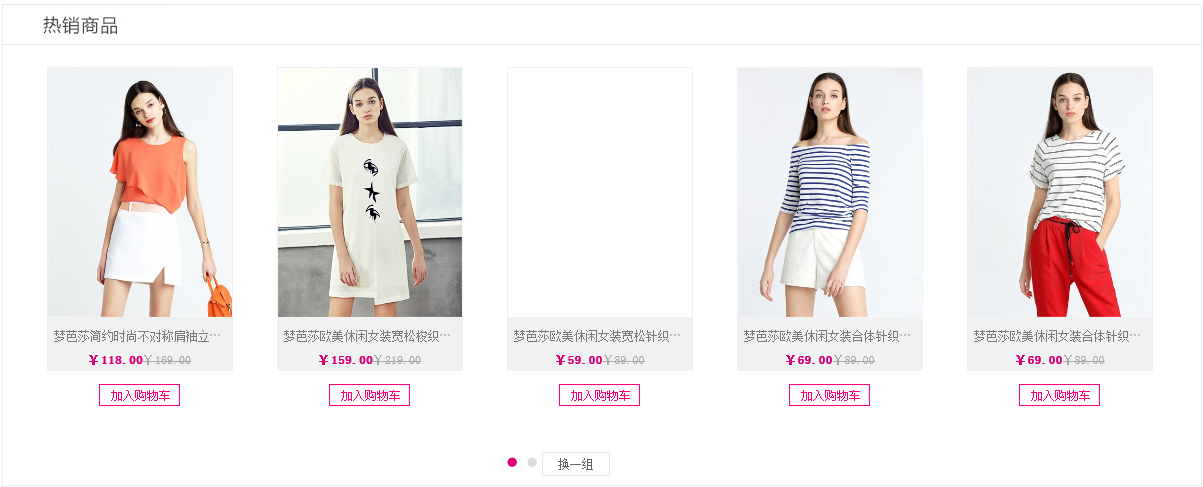 热销商品
梦芭莎简约时尚不对称肩袖立…
¥118.00 ¥169.00
加入购物车
梦芭莎欧美休闲女装宽松梭织…
¥159.00 ¥219.00
加入购物车
梦芭莎欧美休闲女装宽松针织…
¥59.00 ¥89.00
加入购物车
梦芭莎欧美休闲女装合体针织…
¥69.00 ¥89.00
加入购物车
梦芭莎欧美休闲女装合体针织…
¥69.00 ¥89.00
加入购物车
换一组